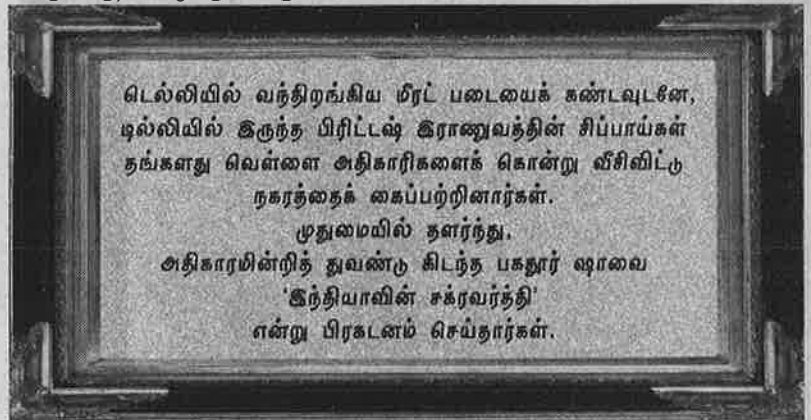 டெல்லியில் வந்திறங்கிய மீரட் படையைக் கண்டவுடனே,
டில்லியில் இருந்த பிரிட்டஷ் இராணுவத்தின் சிப்பாய்கள்
தங்களது வெள்ளை அதிகாரிகளைக் கொன்று வீசிவிட்டு
நகரத்தைக் கைப்பற்றினார்கள்.
முதுமையில் தளர்ந்து,
அதிகாரமின்றித் துவண்டு கிடந்த பகதூர் ஷாவை
'இந்தியாவின் சக்ரவர்த்தி'
என்று பிரகடனம் செய்தார்கள்.